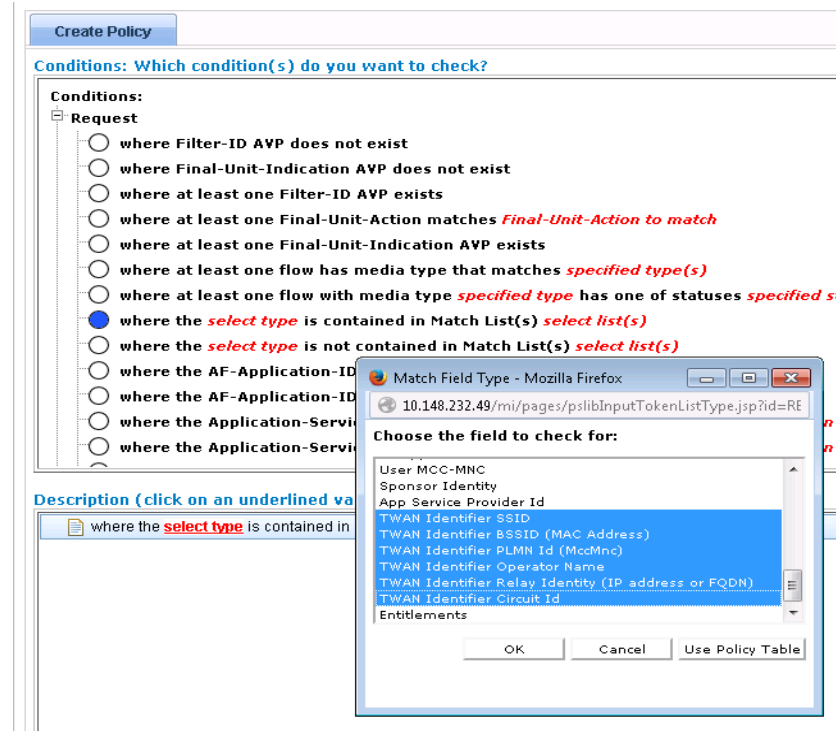 Create Policy
Conditions: Which condition(s) do you want to check?
Conditions:
Request
where Filter-ID AVP does not exist
where Final-Unit-Indication AVP does not exist
where at least one Filter-ID AVP exists
where at least one Final-Unit-Action matches Final-Unit-Action to match
where at least one Final-Unit-Indication AVP exists
where at least one flow has media type that matches specified type(s)
where at least one flow with media type specified type has one of statuses specified
where the select type is contained in Match List(s) select list(s)
where the select type is not contained in Match List(s) select list(s)
where the AF-Application-ID
where the AF-Application-ID
where the Application-Servi
where the Application-Servi
Description (click on an underlined va
where the select type is contained in
Match Field Type - Mozilla Firefox
10.148.232.49/mi/pages/pslibInputTokenListType.jsp?id=RE
Choose the field to check for:
User MCC-MNC
Sponsor Identity
App Service Provider Id
TWAN Identifier SSID
TWAN Identifier BSSID (MAC Address)
TWAN Identifier PLMN Id (MccMnc)
TWAN Identifier Operator Name
TWAN Identifier Relay Identity (IP address or FQDN)
TWAN Identifier Circuit Id
Entitlements
OK Cancel Use Policy Table